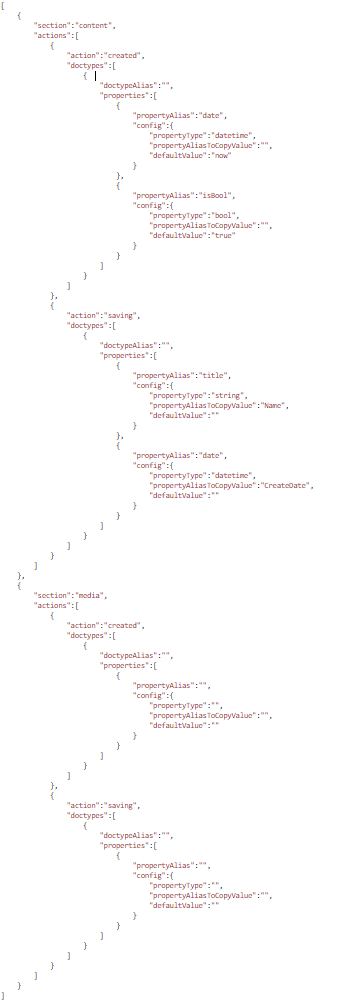 [
{
"section":"content",
"actions":[
{
"action":"created",
"doctypes":[
{
"doctypeAlias":"",
"properties":[
{
"propertyAlias":"date",
"config":{
"propertyType":"datetime",
"propertyAliasToCopyValue":"",
"defaultValue":"now"
}
},
{
"propertyAlias":"isBool",
"config":{
"propertyType":"bool",
"propertyAliasToCopyValue":"",
"defaultValue":"true"
}
}
]
}
]
},
{
"action":"saving",
"doctypes":[
{
"doctypeAlias":"",
"properties":[
{
"propertyAlias":"title",
"config":{
"propertyType":"string",
"propertyAliasToCopyValue":"Name",
"defaultValue":""
}
},
{
"propertyAlias":"date",
"config":{
"propertyType":"datetime",
"propertyAliasToCopyValue":"CreateDate",
"defaultValue":""
}
}
]
}
]
}
]
},
{
"section":"media",
"actions":[
{
"action":"created",
"doctypes":[
{
"doctypeAlias":"",
"properties":[
{
"propertyAlias":"",
"config":{
"propertyType":"",
"propertyAliasToCopyValue":"",
"defaultValue":""
}
}
]
}
]
},
{
"action":"saving",
"doctypes":[
{
"doctypeAlias":"",
"properties":[
{
"propertyAlias":"",
"config":{
"propertyType":"",
"propertyAliasToCopyValue":"",
"defaultValue":""
}
}
]
}
]
}
]
}
]